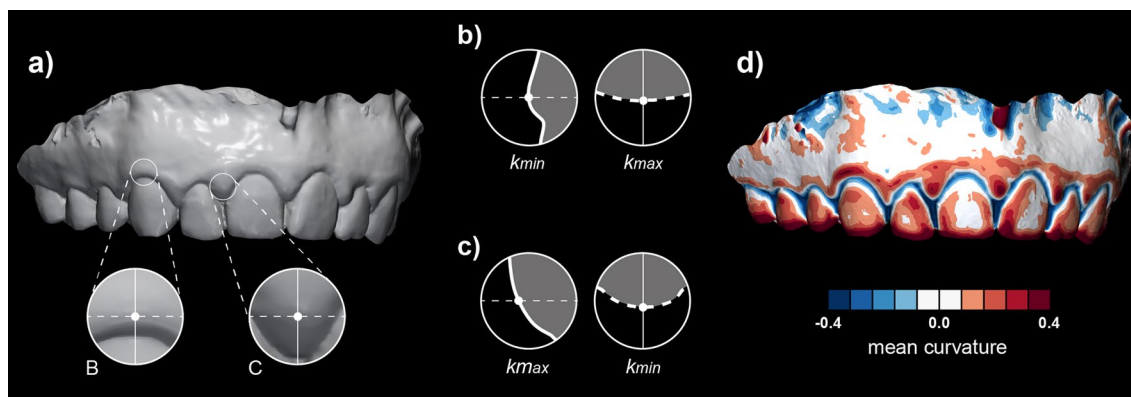 a)
B
C
b)
kmin
kmax
c)
kmax
kmin
d)
-0.4
0.0
0.4
mean curvature